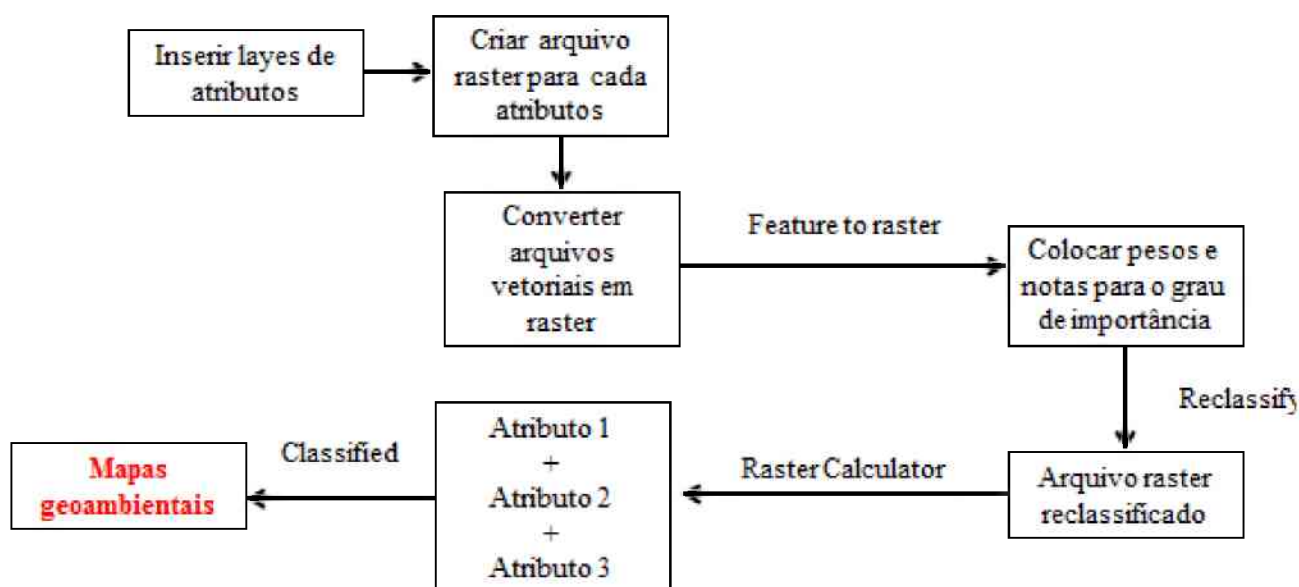 Inserir layes de
atributos
Criar arquivo
raster para cada
atributos
Converter
arquivos
vetoriais em
raster
Feature to raster
Colocar pesos e
notas para o grau
de importância
Reclassify
Arquivo raster
reclassificado
Raster Calculator
Atributo 1
+
Atributo 2
+
Atributo 3
Classified
Mapas
geoambientais